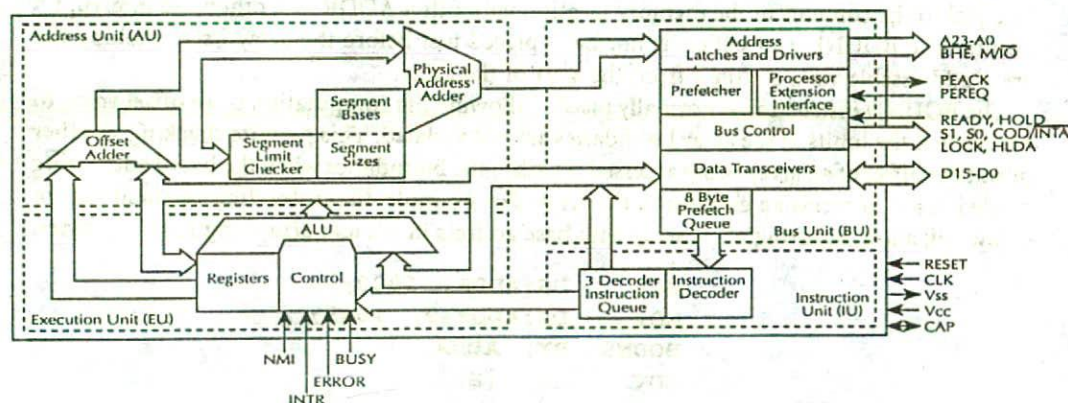 Address Unit (AU)
Physical
Address
Adder
Segment
Bases
Segment
Limit
Checker
Segment
Sizes
Offset
Adder
ALU
Registers
Control
Execution Unit (EU)
NMI
INTR
ERROR
BUSY
Address
Latches and Drivers
Prefetcher
Processor
Extension
Interface
Bus Control
Data Transceivers
8 Byte
Prefetch
Queue
Bus Unit (BU)
3 Decoder
Instruction
Queue
Instruction
Decoder
Instruction
Unit (IU)
A23-A0
BHE, M/IO
PEACK
PEREQ
READY, HOLD
S1, S0, COD/INTA
LOCK, HLDA
D15-D0
RESET
CLK
Vss
Vcc
CAP